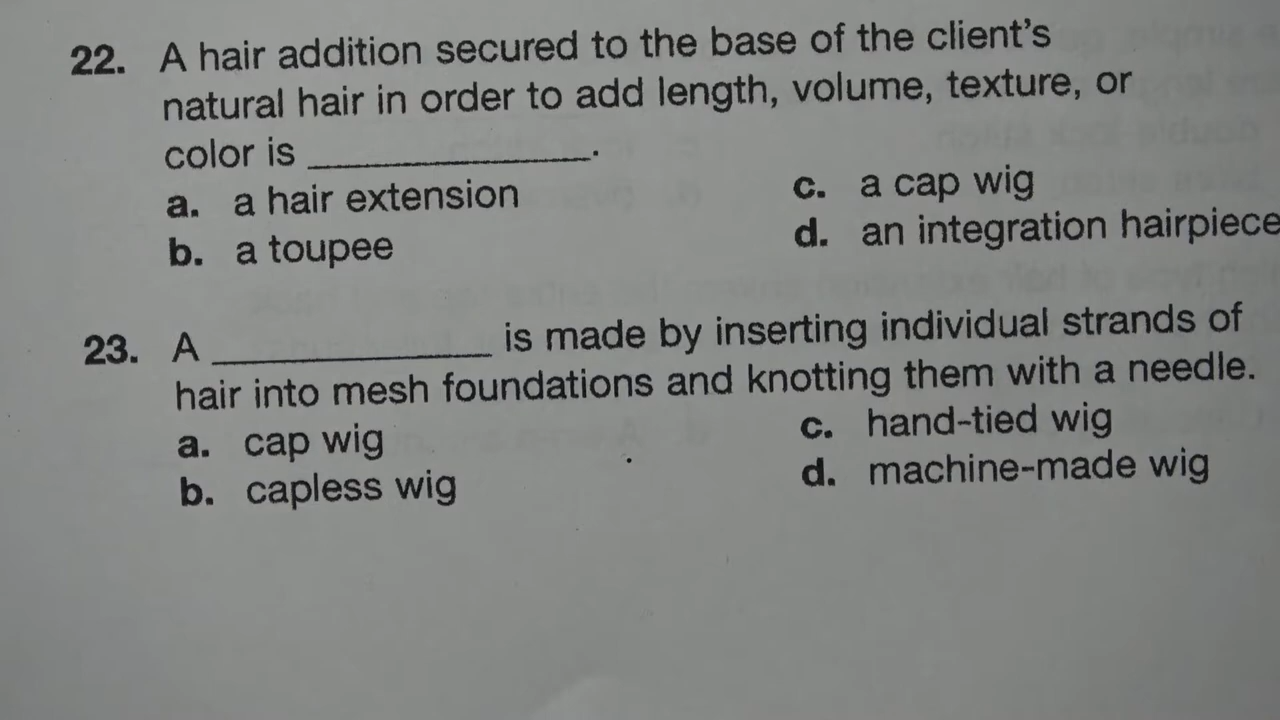 22. A hair addition secured to the base of the client's
natural hair in order to add length, volume, texture, or
color is ____________.
a. a hair extension
b. a toupee
c. a cap wig
d. an integration hairpiece
23. A ____________ is made by inserting individual strands of
hair into mesh foundations and knotting them with a needle.
a. cap wig
b. capless wig
c. hand-tied wig
d. machine-made wig